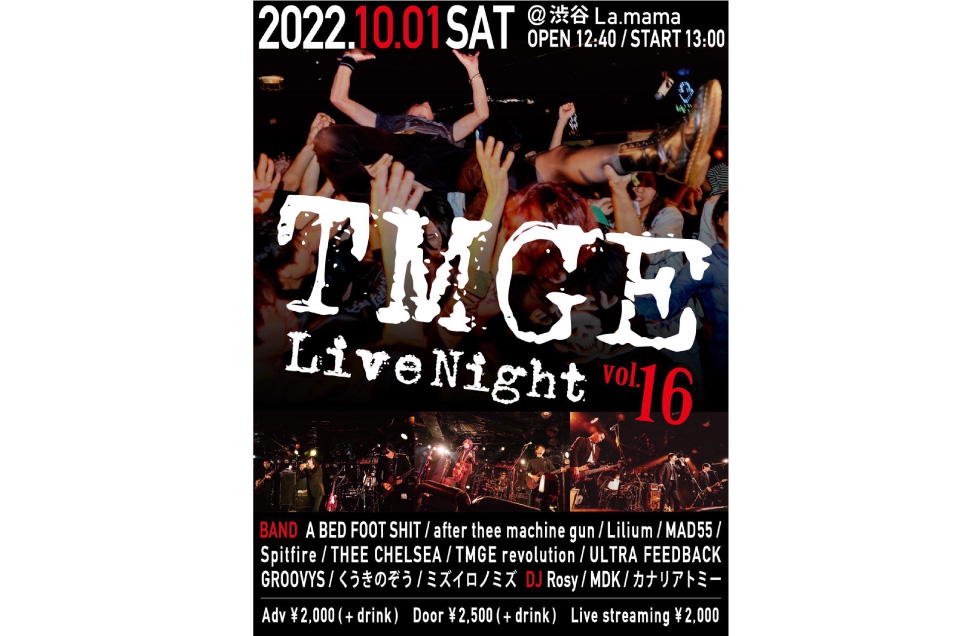 2022.10.01 SAT
@渋谷 La.mama
OPEN 12:40 / START 13:00
TMGE
Live Night vol.16
BAND A BED FOOT SHIT / after thee machine gun / Lilium / MAD55 /
Spitfire / THEE CHELSEA / TMGE revolution / ULTRA FEEDBACK
GROOVYS / くうきのぞう / ミズイロノミズ DJ Rosy / MDK / カナリアトミー
Adv ¥2,000 (+ drink) Door ¥2,500 (+ drink) Live streaming ¥2,000